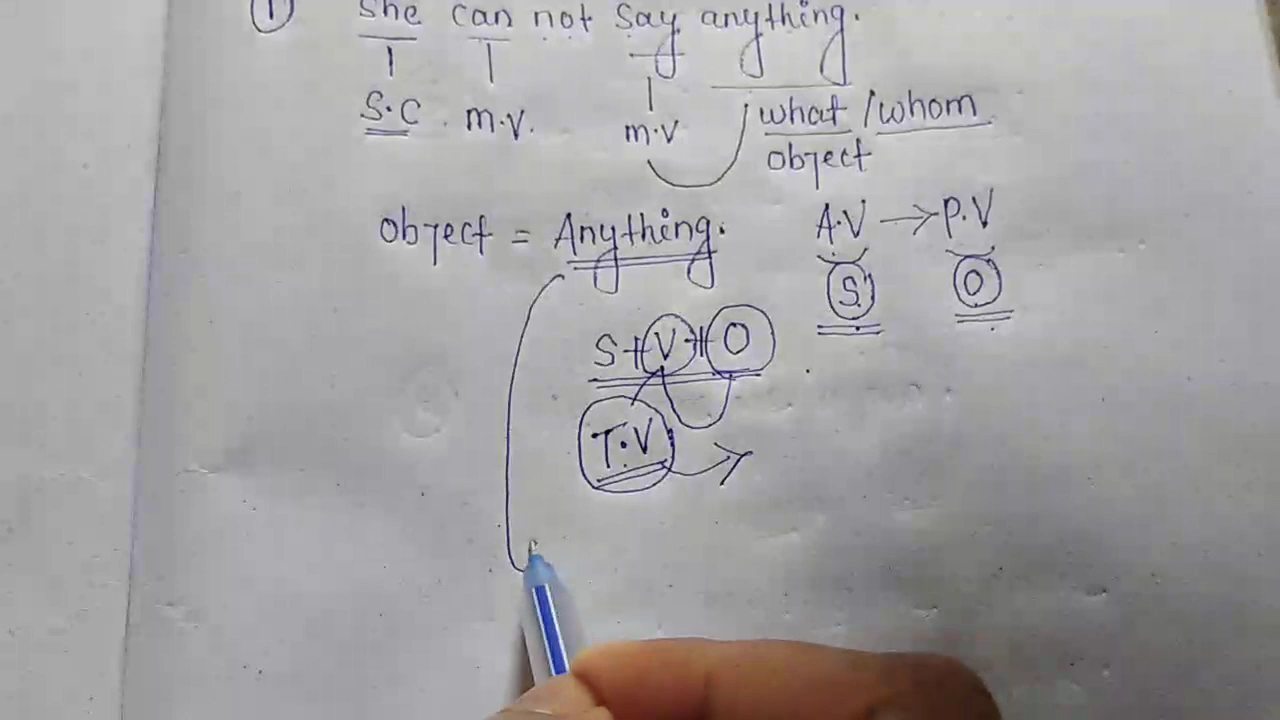 ① She can not say anything.
S.C m.v. m.v what / whom
object
object = Anything. A.V → P.V
S O
S+V+O
T.V →